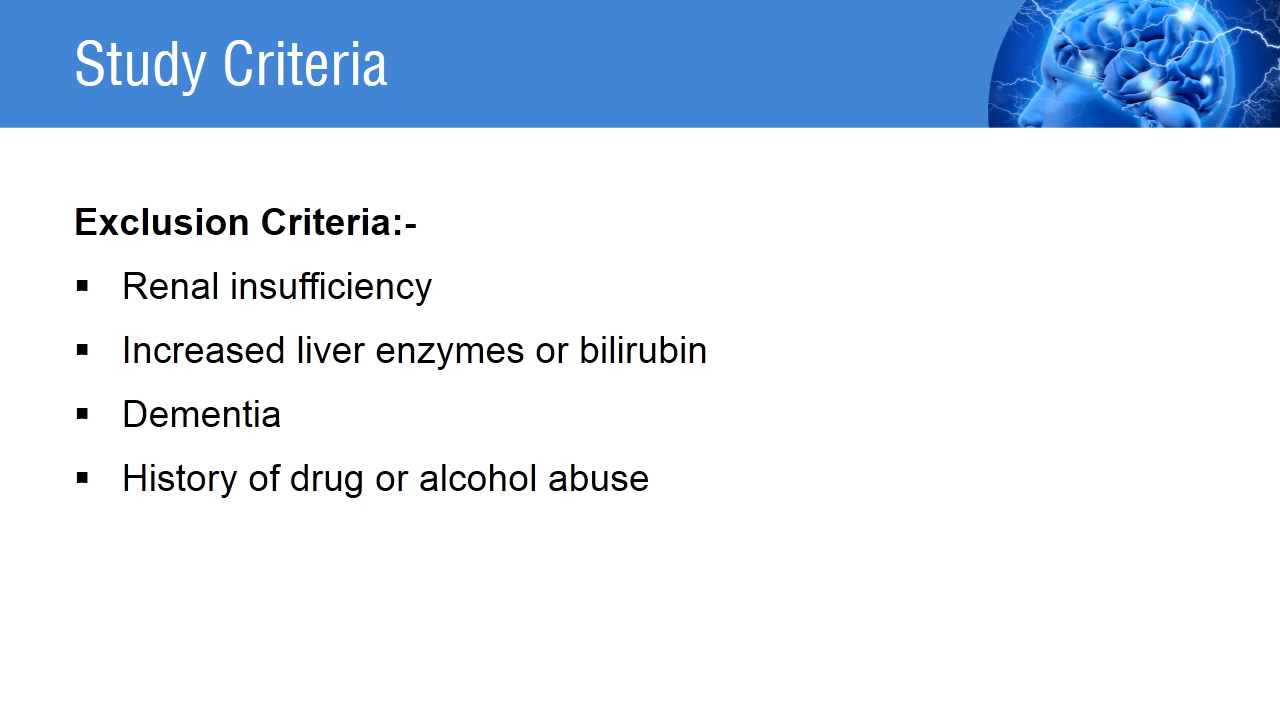 Study Criteria
Exclusion Criteria:-
▪ Renal insufficiency
▪ Increased liver enzymes or bilirubin
▪ Dementia
▪ History of drug or alcohol abuse